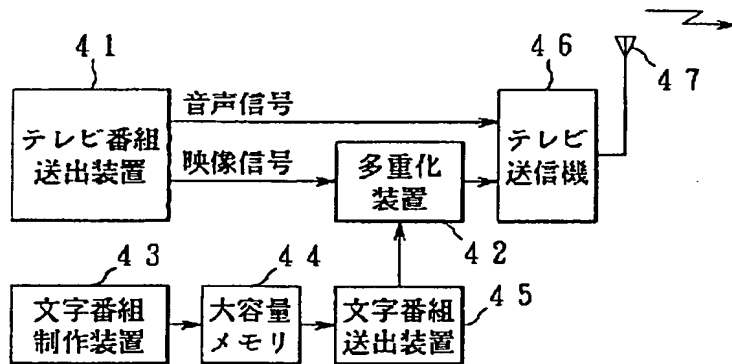 41
46
47
音声信号
テレビ番組
送出装置
映像信号
多重化
装置
テレビ
送信機
42
43
44
45
文字番組
制作装置
大容量
メモリ
文字番組
送出装置